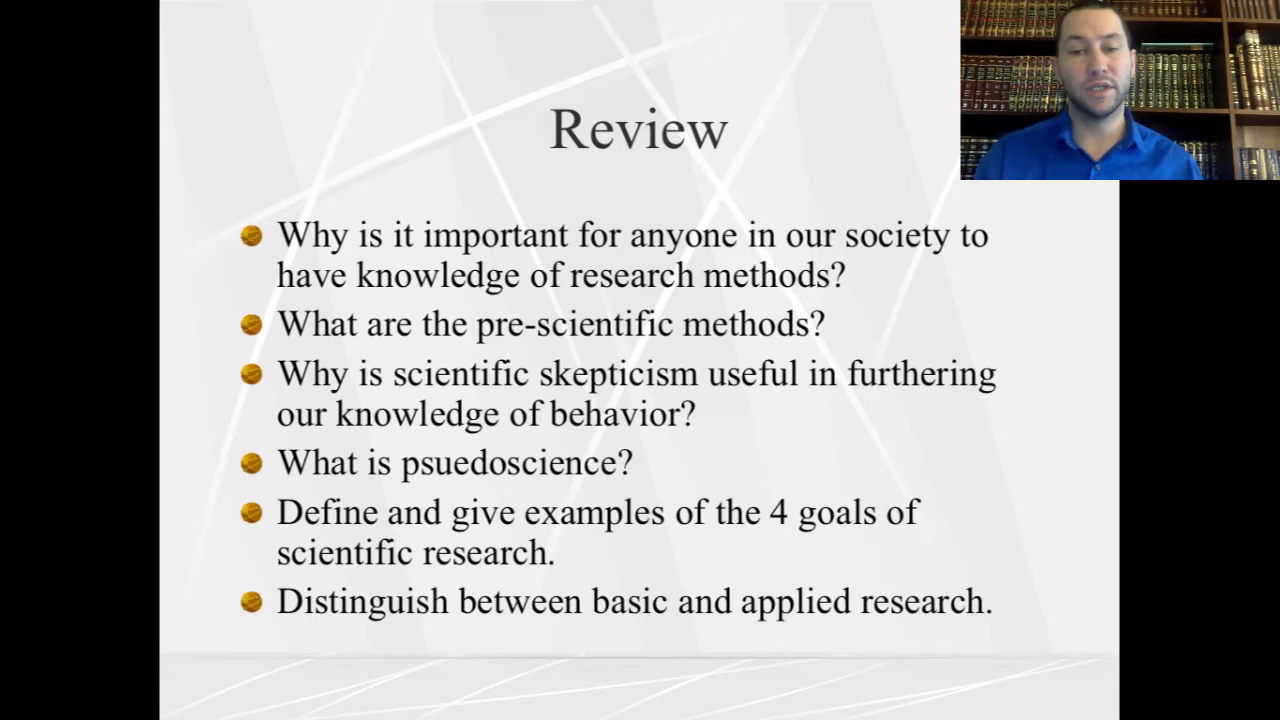 Review
Why is it important for anyone in our society to
have knowledge of research methods?
What are the pre-scientific methods?
Why is scientific skepticism useful in furthering
our knowledge of behavior?
What is psuedoscience?
Define and give examples of the 4 goals of
scientific research.
Distinguish between basic and applied research.